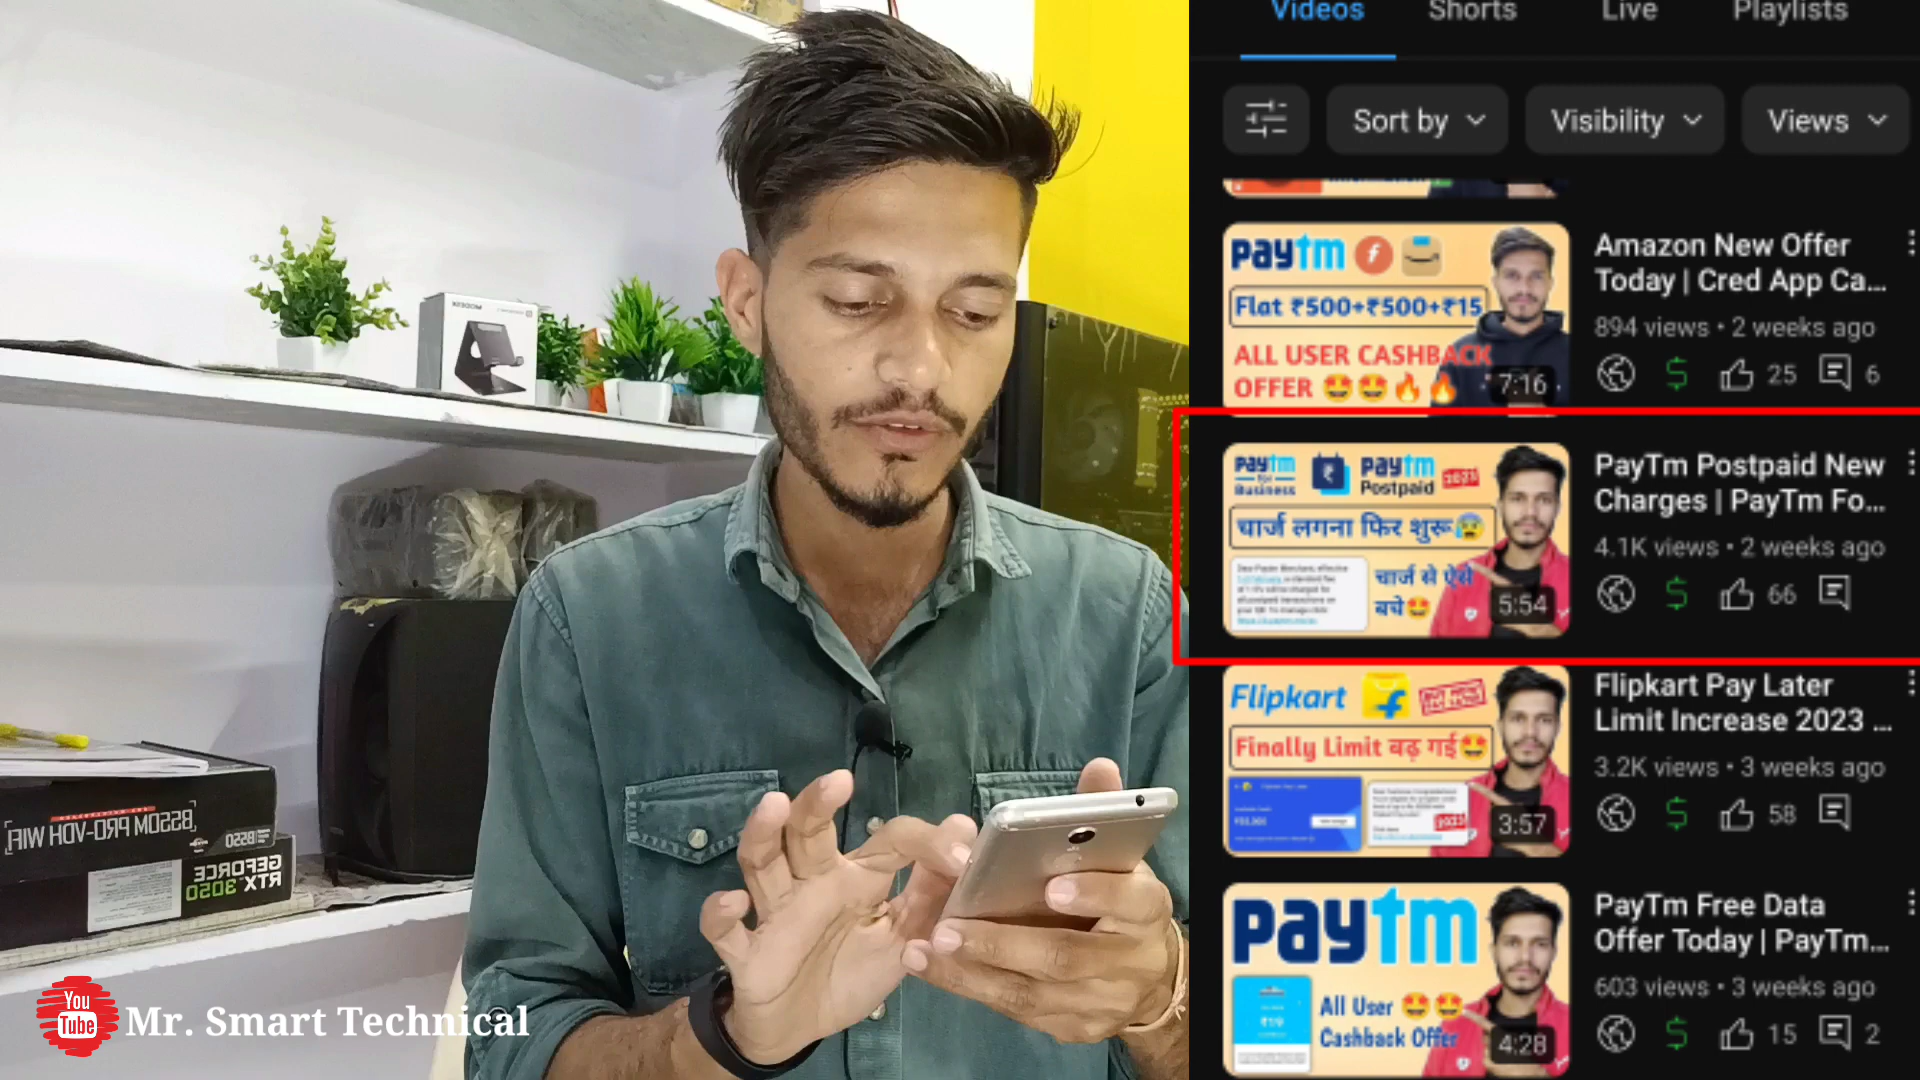 Videos Shorts Live Playlists
Sort by Visibility Views
paytm f
Flat ₹500+₹500+₹15
ALL USER CASHBACK
OFFER
7:16
Amazon New Offer
Today | Cred App Ca...
894 views • 2 weeks ago
25 6
paytm for Business
paytm Postpaid 2023
चार्ज लगना फिर शुरू
चार्ज से ऐसे
बचे
5:54
PayTm Postpaid New
Charges | PayTm Fo...
4.1K views • 2 weeks ago
66
Flipkart
Finally Limit बढ़ गई
3:57
Flipkart Pay Later
Limit Increase 2023 ...
3.2K views • 3 weeks ago
58
paytm
All User
Cashback Offer
4:28
PayTm Free Data
Offer Today | PayTm...
603 views • 3 weeks ago
15 2
B550M PRO-VDH WIFI
B550
GEFORCE
RTX 3050
You
Tube
Mr. Smart Technical